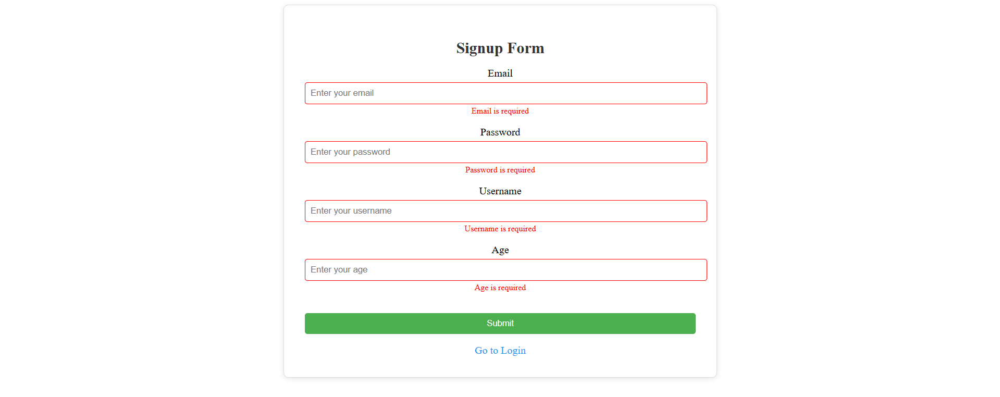 Signup Form
Email
Enter your email
Email is required
Password
Enter your password
Password is required
Username
Enter your username
Username is required
Age
Enter your age
Age is required
Submit
Go to Login